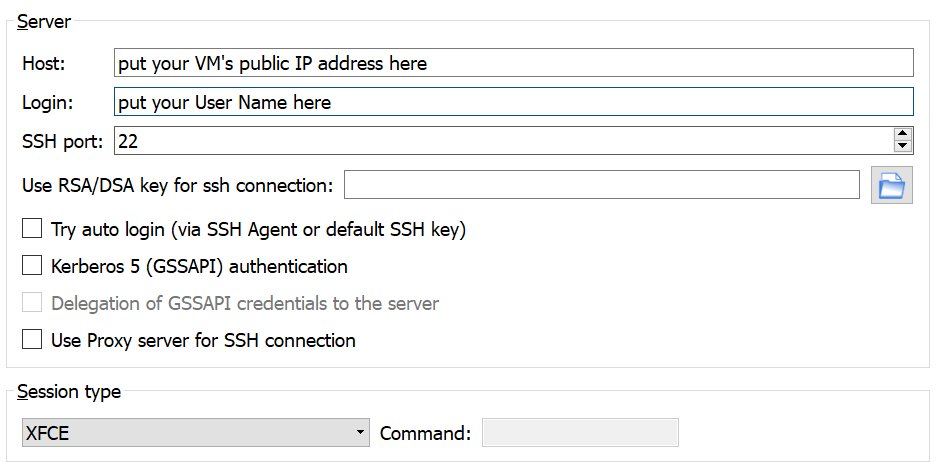 Server
Host: put your VM's public IP address here
Login: put your User Name here
SSH port: 22
Use RSA/DSA key for ssh connection:
Try auto login (via SSH Agent or default SSH key)
Kerberos 5 (GSSAPI) authentication
Delegation of GSSAPI credentials to the server
Use Proxy server for SSH connection
Session type
XFCE Command: